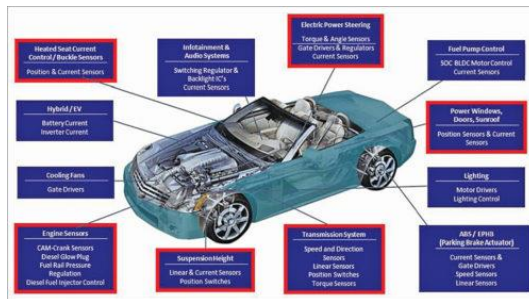 Heated Seat Current
Control/ Buckle Sensors
Position & Current Sensors
Infotainment &
Audio Systems
Switching Regulator &
Backlight IC's
Current Sensors
Electric Power Steering
Torque & Angle Sensors
Gate Drivers & Regulators
Current Sensors
Fuel Pump Control
SOC BLDC Motor Control
Current Sensors
Hybrid / EV
Battery Current
Inverter Current
Power Windows,
Doors, Sunroof
Position Sensors & Current
Sensors
Cooling Fans
Gate Drivers
Lighting
Motor Drivers
Lighting Control
Engine Sensors
CAM-Crank Sensors
Diesel Glow Plug
Fuel Rail Pressure
Regulation
Diesel Fuel Injector Control
Suspension Height
Linear & Current Sensors
Position Switches
Transmission System
Speed and Direction
Sensors
Linear Sensors
Position Switches
Torque Sensors
ABS / EPHB
(Parking Brake Actuator)
Current Sensors &
Gate Drivers
Speed Sensors
Linear Sensors